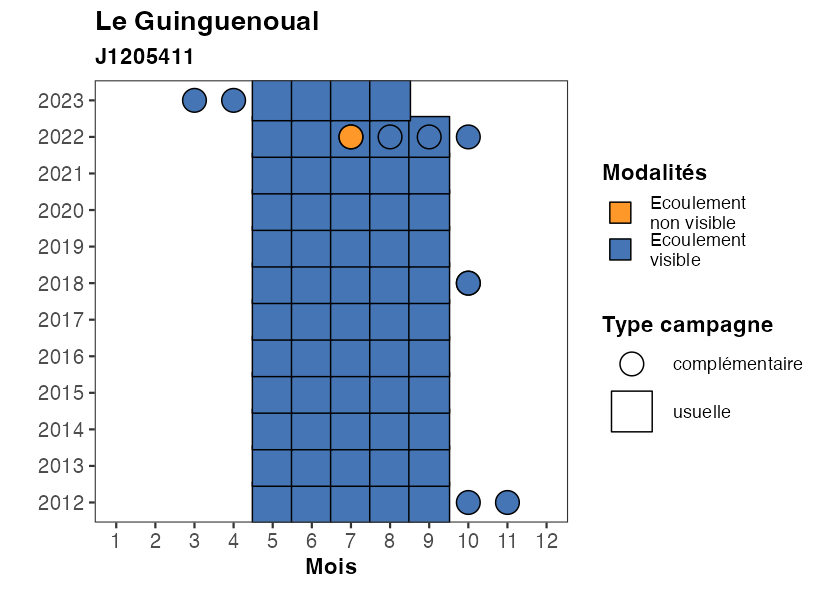 Le Guinguenoual
J1205411
2023
2022
2021
2020
2019
2018
2017
2016
2015
2014
2013
2012
1 2 3 4 5 6 7 8 9 10 11 12
Mois
Modalités
Ecoulement
non visible
Ecoulement
visible
Type campagne
complémentaire
usuelle